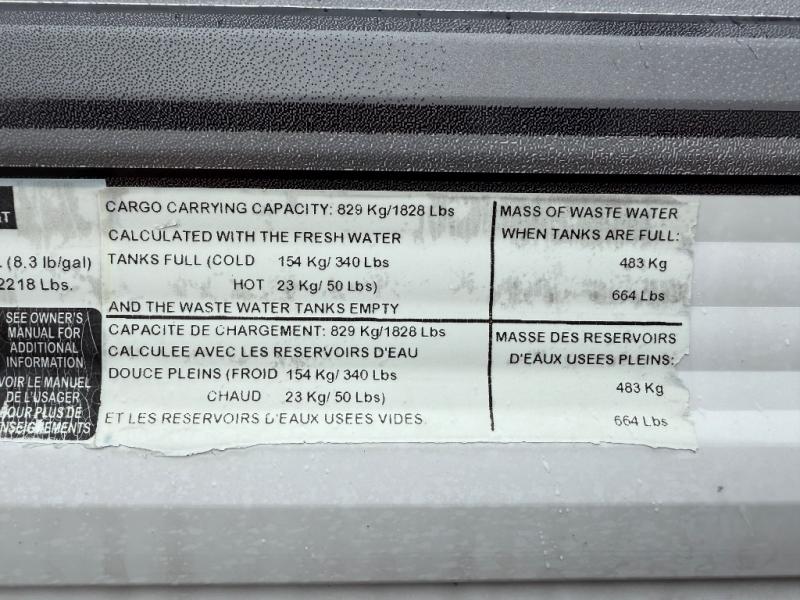 CARGO CARRYING CAPACITY: 829 Kg/1828 Lbs
CALCULATED WITH THE FRESH WATER
TANKS FULL (COLD 154 Kg/ 340 Lbs
HOT 23 Kg/ 50 Lbs)
AND THE WASTE WATER TANKS EMPTY
MASS OF WASTE WATER
WHEN TANKS ARE FULL:
483 Kg
664 Lbs
CAPACITE DE CHARGEMENT: 829 Kg/1828 Lbs
CALCULEE AVEC LES RESERVOIRS D'EAU
DOUCE PLEINS (FROID 154 Kg/ 340 Lbs
CHAUD 23 Kg/ 50 Lbs)
ET LES RESERVOIRS D'EAUX USEES VIDES.
MASSE DES RESERVOIRS
D'EAUX USEES PLEINS:
483 Kg
664 Lbs
(8.3 lb/gal)
2218 Lbs.
SEE OWNER'S
MANUAL FOR
ADDITIONAL
INFORMATION
VOIR LE MANUEL
DE L'USAGER
POUR PLUS DE
NSEIGNEMENTS